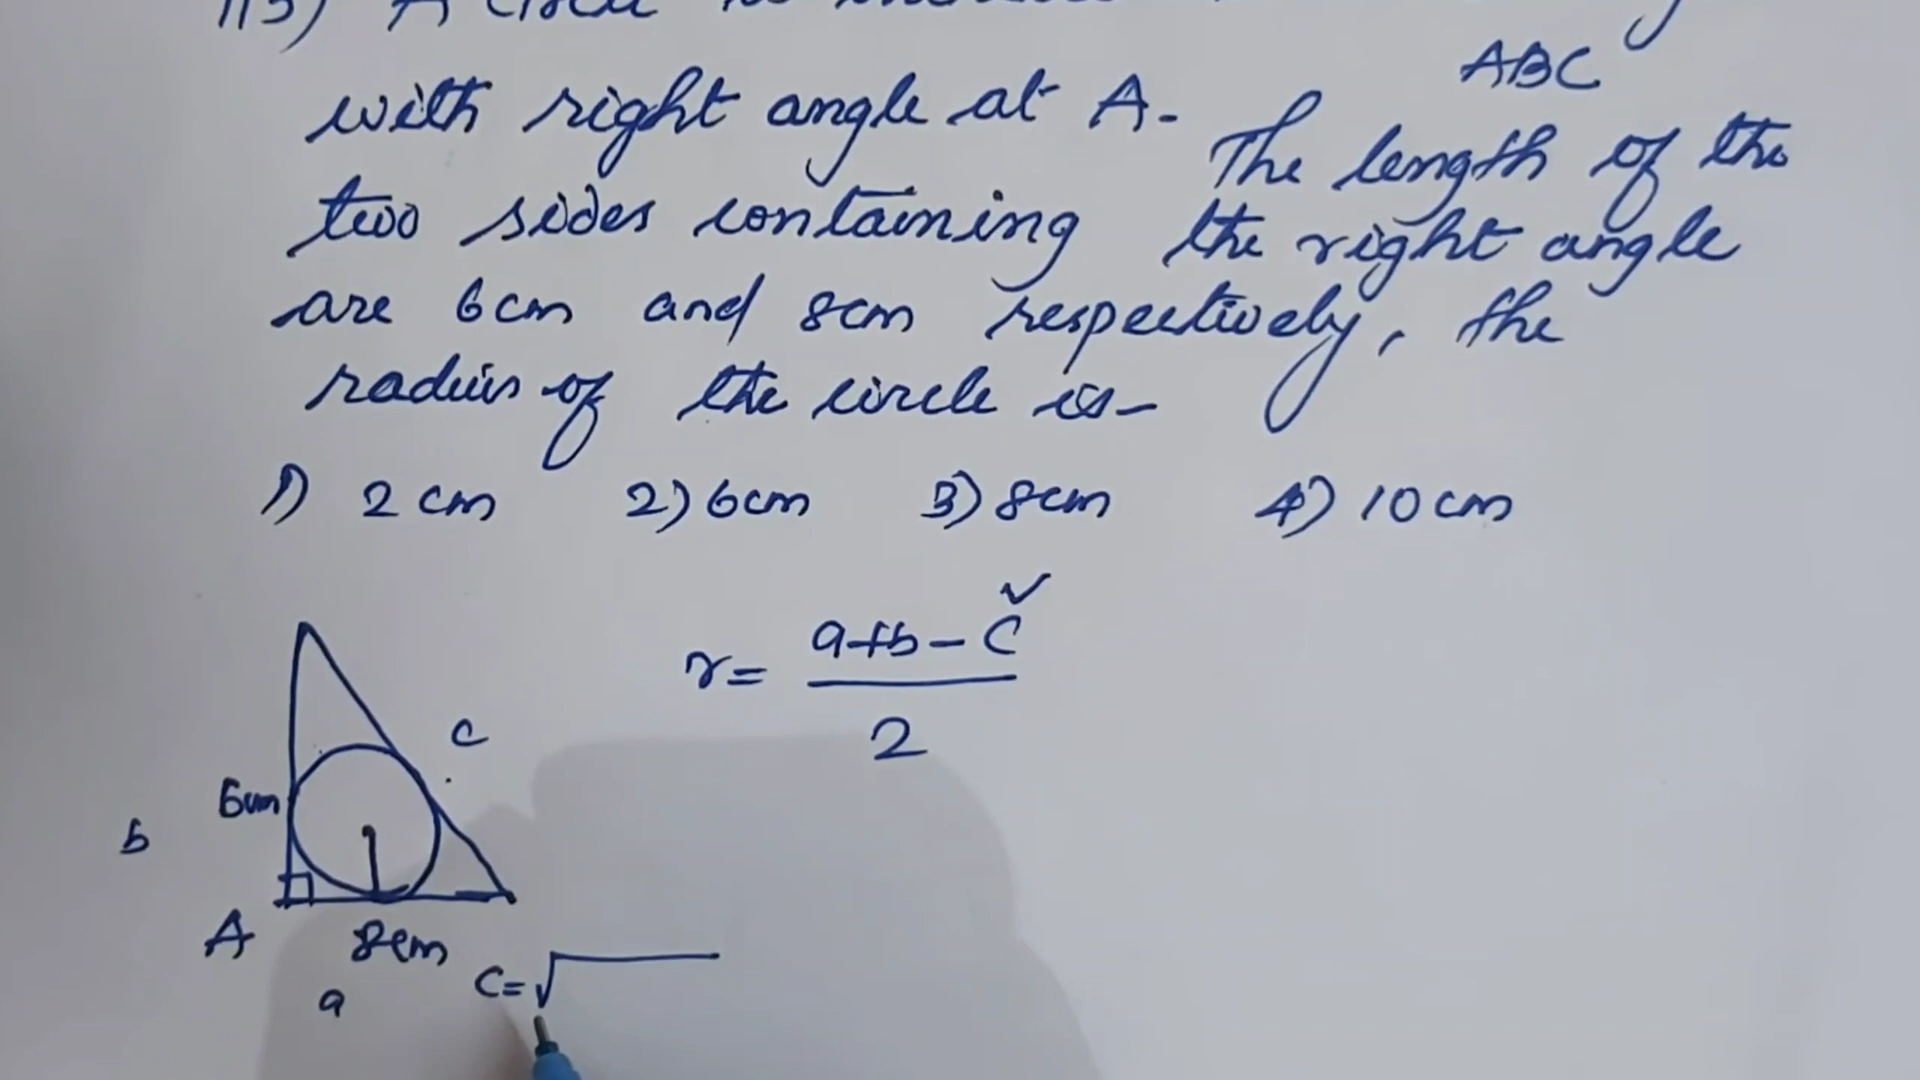 with right angle at A.
ABC
The length of the
two sides containing the right angle
are 6cm and 8cm respectively, the
radius of the circle is-
1) 2 cm 2) 6cm 3) 8cm 4) 10 cm
r = a+b-C
2
c
6cm
b
A 8cm
a
C= √